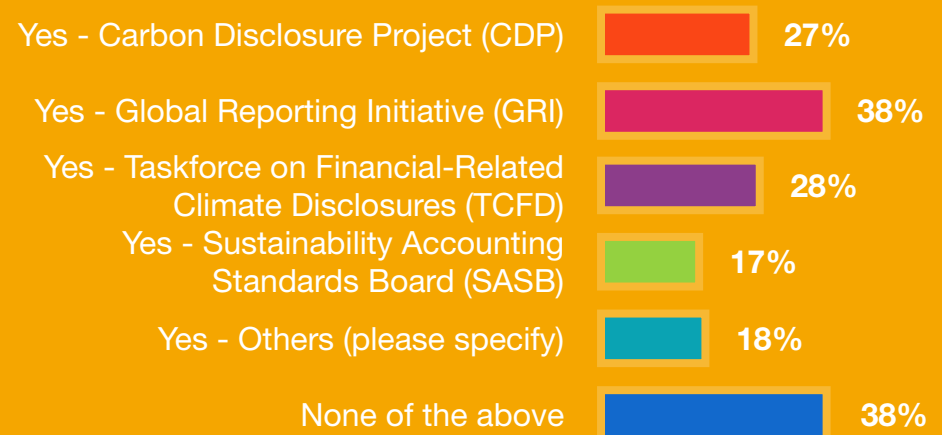 Yes - Carbon Disclosure Project (CDP) 27%
Yes - Global Reporting Initiative (GRI) 38%
Yes - Taskforce on Financial-Related
Climate Disclosures (TCFD) 28%
Yes - Sustainability Accounting
Standards Board (SASB) 17%
Yes - Others (please specify) 18%
None of the above 38%